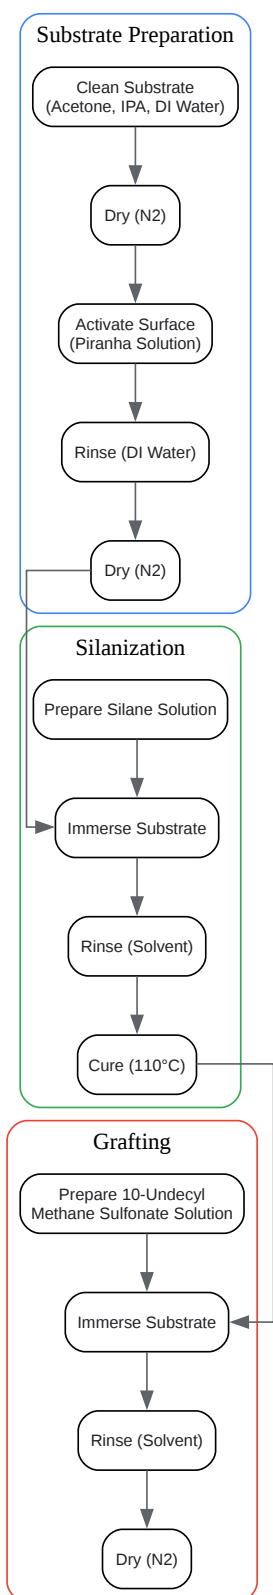 Substrate Preparation
Clean Substrate
(Acetone, IPA, DI Water)
Dry (N2)
Activate Surface
(Piranha Solution)
Rinse (DI Water)
Dry (N2)
Silanization
Prepare Silane Solution
Immerse Substrate
Rinse (Solvent)
Cure (110°C)
Grafting
Prepare 10-Undecyl
Methane Sulfonate Solution
Immerse Substrate
Rinse (Solvent)
Dry (N2)